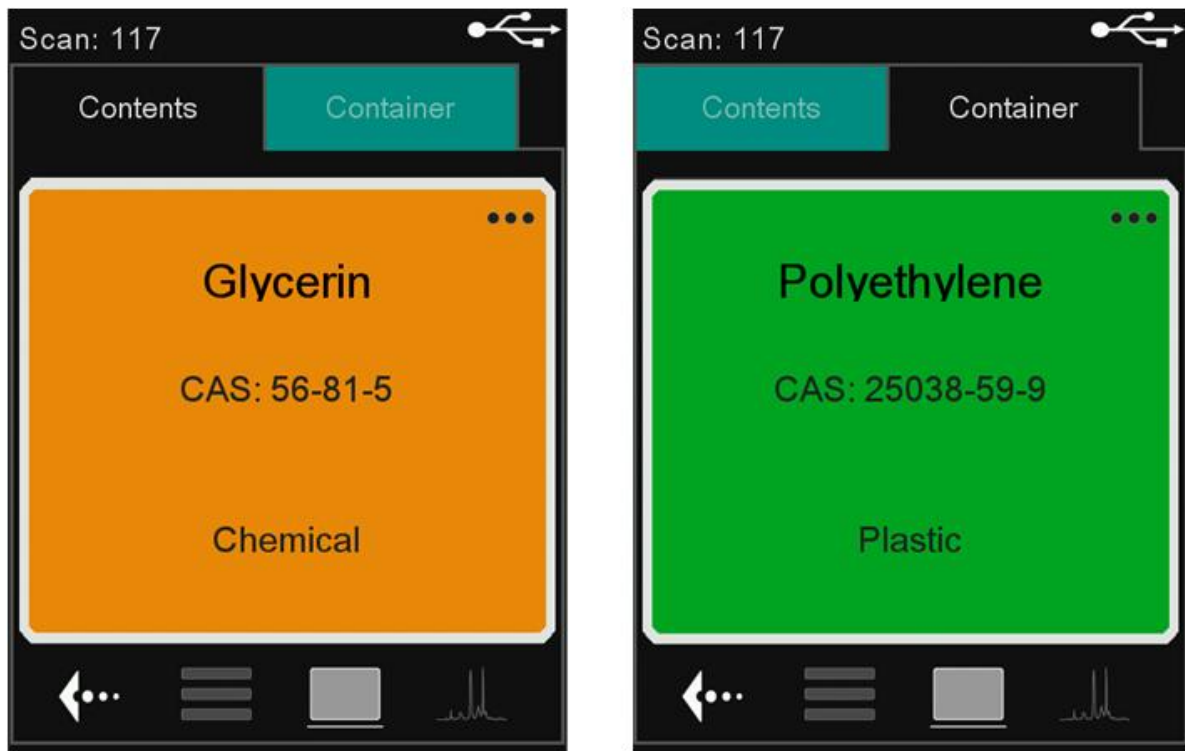 Scan: 117
Contents
Container
•••
Glycerin
CAS: 56-81-5
Chemical
Scan: 117
Contents
Container
•••
Polyethylene
CAS: 25038-59-9
Plastic